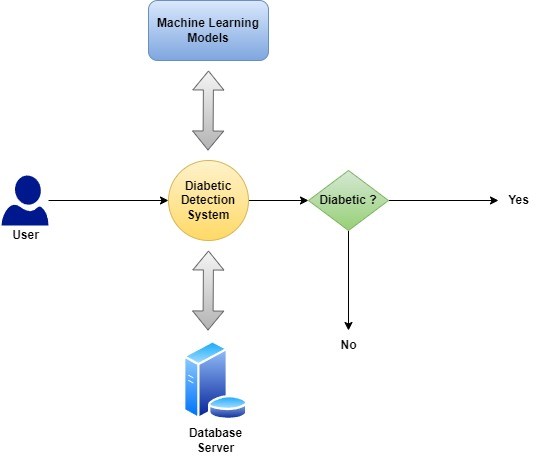 Machine Learning
Models
Diabetic
Detection
System
Diabetic ?
Yes
User
No
Database
Server